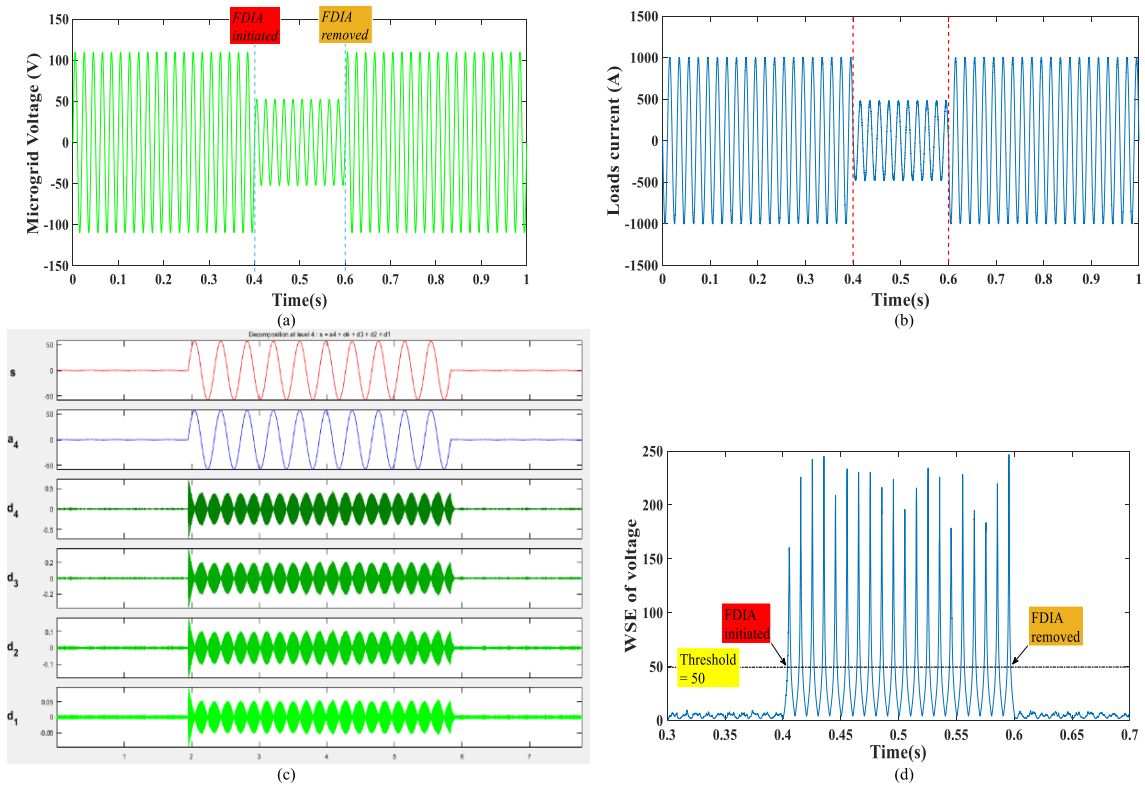 FDIA
initiated
FDIA
removed
150
100
50
0
-50
-100
-150
Microgrid Voltage (V)
0 0.1 0.2 0.3 0.4 0.5 0.6 0.7 0.8 0.9 1
Time(s)
(a)
1500
1000
500
0
-500
-1000
-1500
Loads current (A)
0 0.1 0.2 0.3 0.4 0.5 0.6 0.7 0.8 0.9 1
Time(s)
(b)
Decomposition at level 4 : s = a4 + d4 + d3 + d2 + d1
s
50
0
-50
a4
50
0
-50
d4
0.5
0
-0.5
d3
0.2
0
-0.2
d2
0.1
0
-0.1
d1
0.05
0
-0.05
1 2 3 4 5 6 7
(c)
250
200
150
100
50
0
WSE of voltage
FDIA
initiated
FDIA
removed
Threshold
= 50
0.3 0.35 0.4 0.45 0.5 0.55 0.6 0.65 0.7
Time(s)
(d)